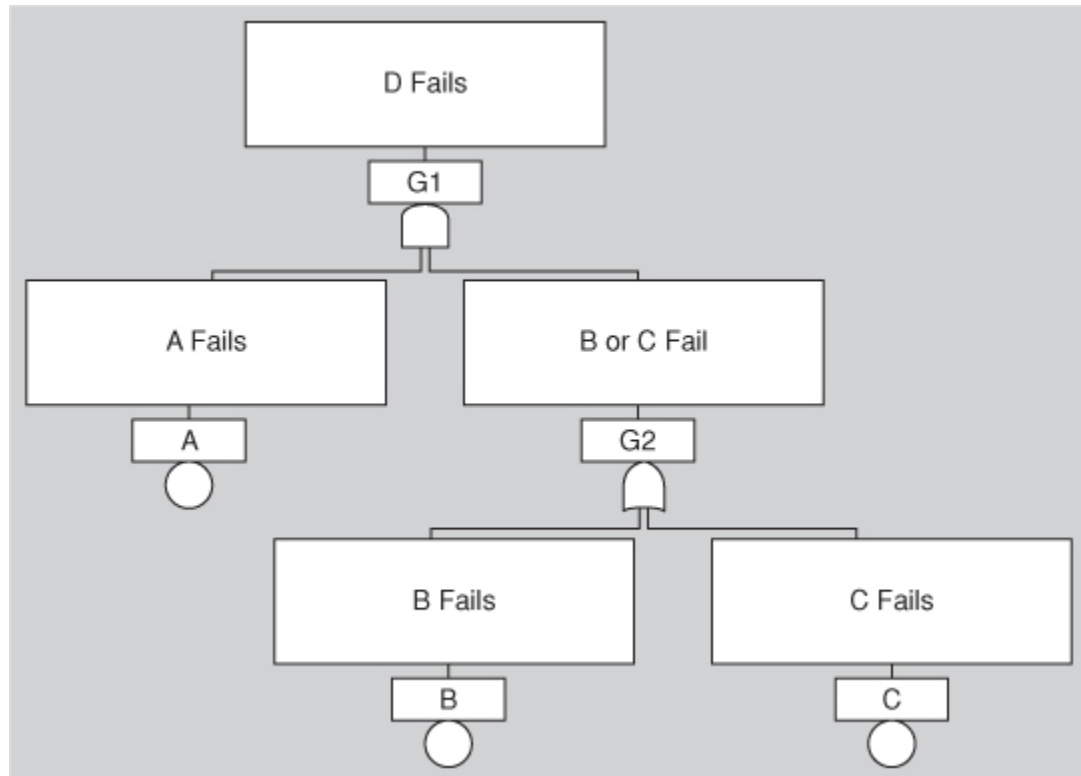 D Fails
G1
A Fails
B or C Fail
A
G2
B Fails
C Fails
B
C